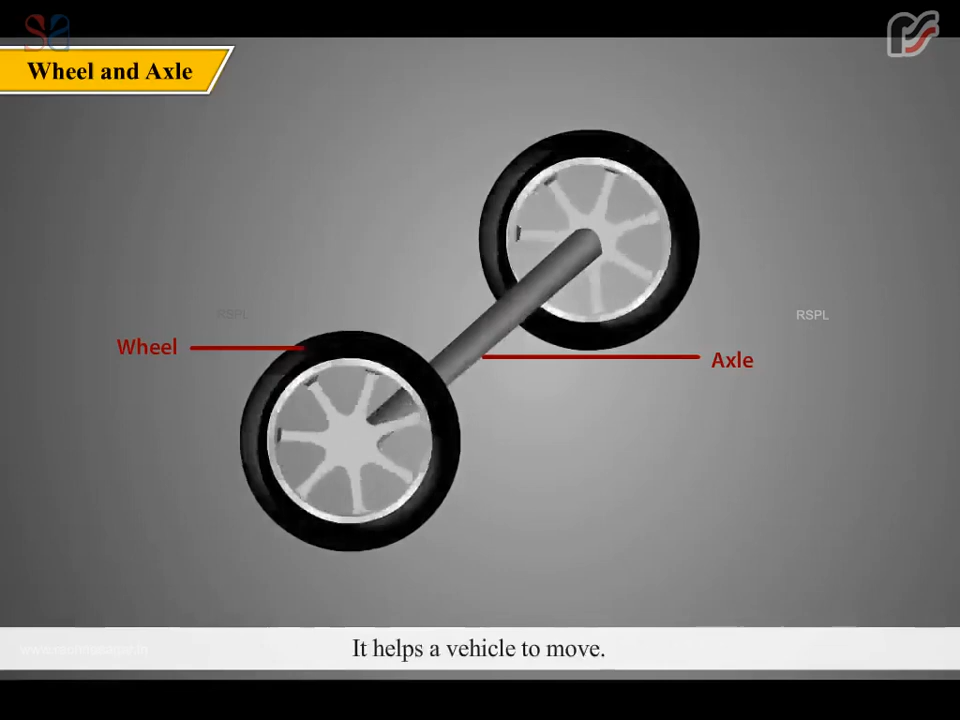 Wheel and Axle
RSPL
RSPL
Wheel
Axle
It helps a vehicle to move.